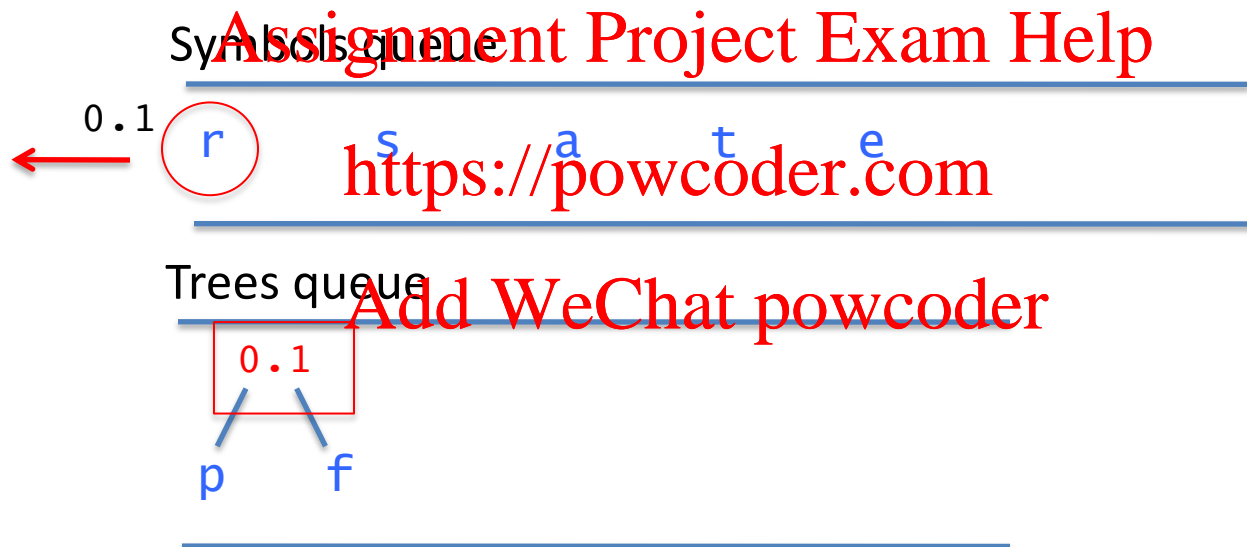 Symbols queue
Assignment Project Exam Help
0.1
r s a t e
https://powcoder.com
Trees queue
Add WeChat powcoder
0.1
p f